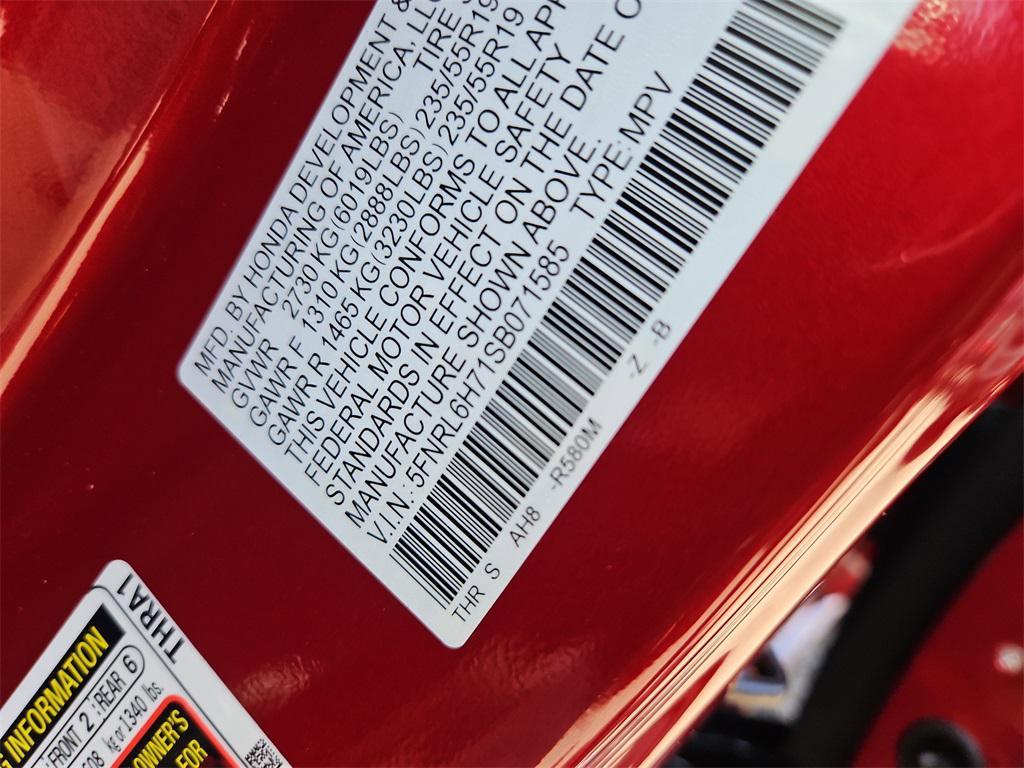 MFD. BY HONDA DEVELOPMENT &
MANUFACTURING OF AMERICA, LLC
GVWR 2730 KG(6019LBS) TIRE S
GAWR F 1310 KG(2888LBS) 235/55R19
GAWR R 1465 KG(3230LBS) 235/55R19
THIS VEHICLE CONFORMS TO ALL APP
FEDERAL MOTOR VEHICLE SAFETY
STANDARDS IN EFFECT ON THE DATE O
MANUFACTURE SHOWN ABOVE.
V.I.N. 5FNRL6H71SB071585 TYPE: MPV
THR S AH8 -R580M -Z -B
THRA1
INFORMATION
FRONT 2 : REAR 6
608 kg or 1340 lbs.
OWNER'S
FOR